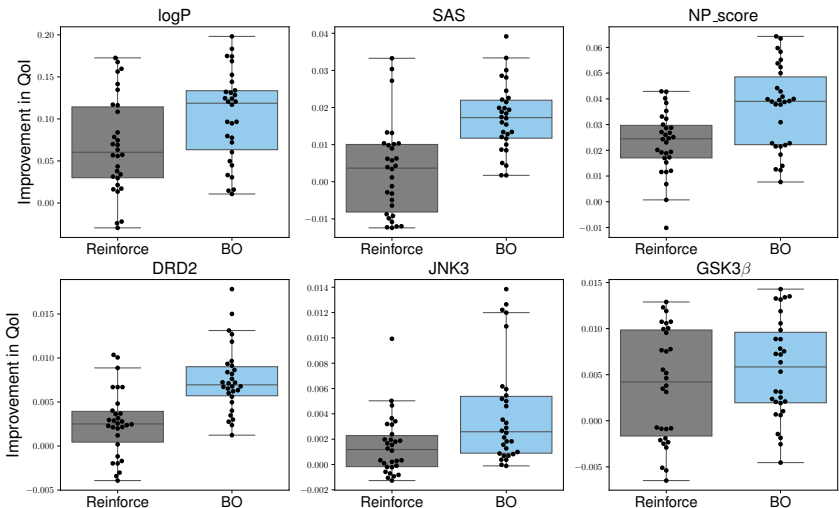 logP
SAS
NP_score
Improvement in QoI
0.20
0.15
0.10
0.05
0.00
0.04
0.03
0.02
0.01
0.00
−0.01
0.06
0.05
0.04
0.03
0.02
0.01
0.00
−0.01
Reinforce
BO
Reinforce
BO
Reinforce
BO
DRD2
JNK3
GSK3β
Improvement in QoI
0.015
0.010
0.005
0.000
−0.005
0.014
0.012
0.010
0.008
0.006
0.004
0.002
0.000
−0.002
0.015
0.010
0.005
0.000
−0.005
Reinforce
BO
Reinforce
BO
Reinforce
BO